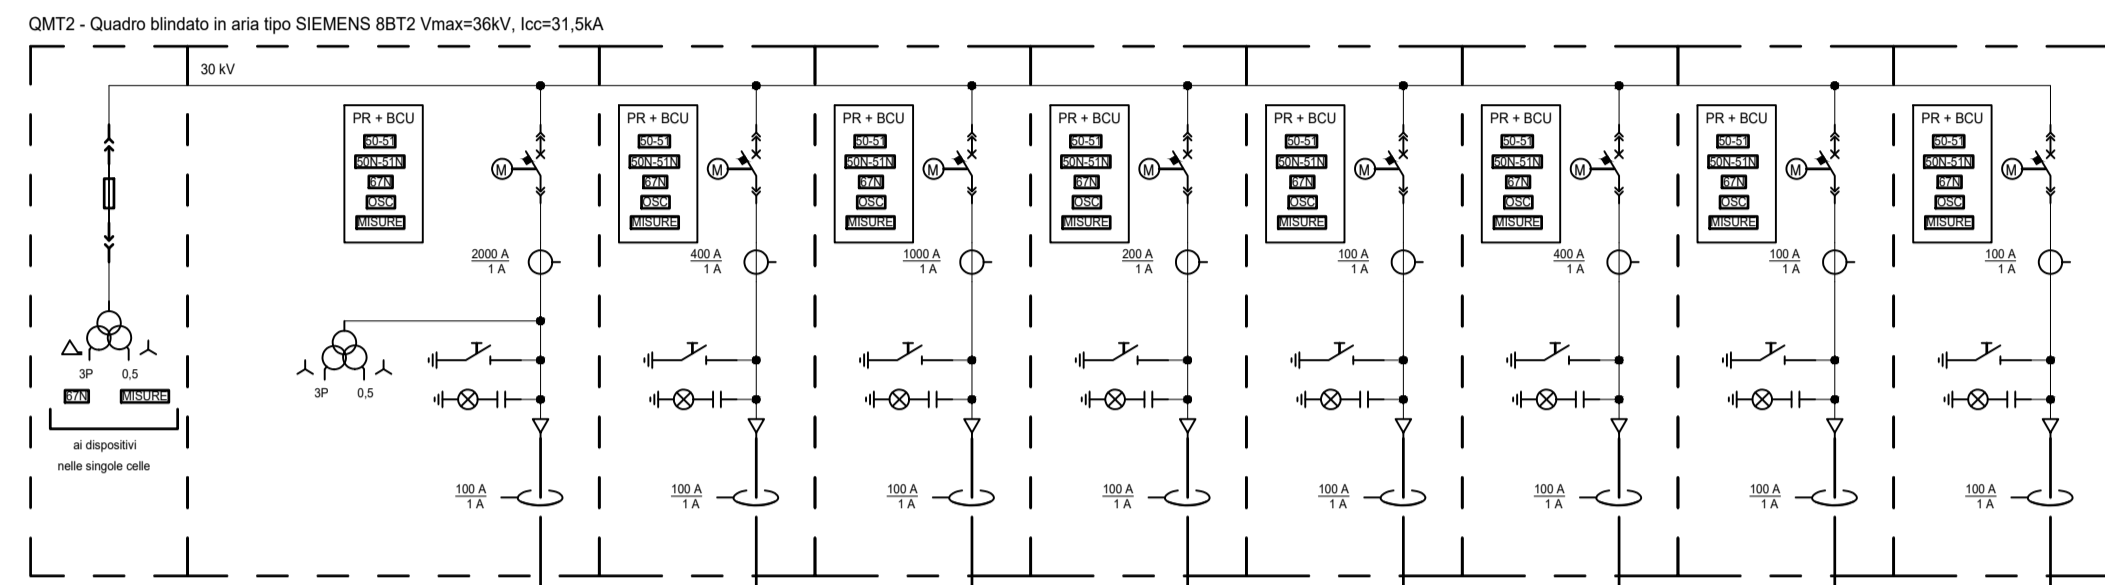 QMT2 - Quadro blindato in aria tipo SIEMENS 8BT2 Vmax=36kV, Icc=31,5kA
30 kV
3P 0,5
67N MISURE
ai dispositivi
nelle singole celle
PR + BCU
50-51
50N-51N
67N
OSC
MISURE
M
2000 A
1 A
3P 0,5
100 A
1 A
PR + BCU
50-51
50N-51N
67N
OSC
MISURE
M
400 A
1 A
100 A
1 A
PR + BCU
50-51
50N-51N
67N
OSC
MISURE
M
1000 A
1 A
100 A
1 A
PR + BCU
50-51
50N-51N
67N
OSC
MISURE
M
200 A
1 A
100 A
1 A
PR + BCU
50-51
50N-51N
67N
OSC
MISURE
M
100 A
1 A
100 A
1 A
PR + BCU
50-51
50N-51N
67N
OSC
MISURE
M
400 A
1 A
100 A
1 A
PR + BCU
50-51
50N-51N
67N
OSC
MISURE
M
100 A
1 A
100 A
1 A
PR + BCU
50-51
50N-51N
67N
OSC
MISURE
M
100 A
1 A
100 A
1 A